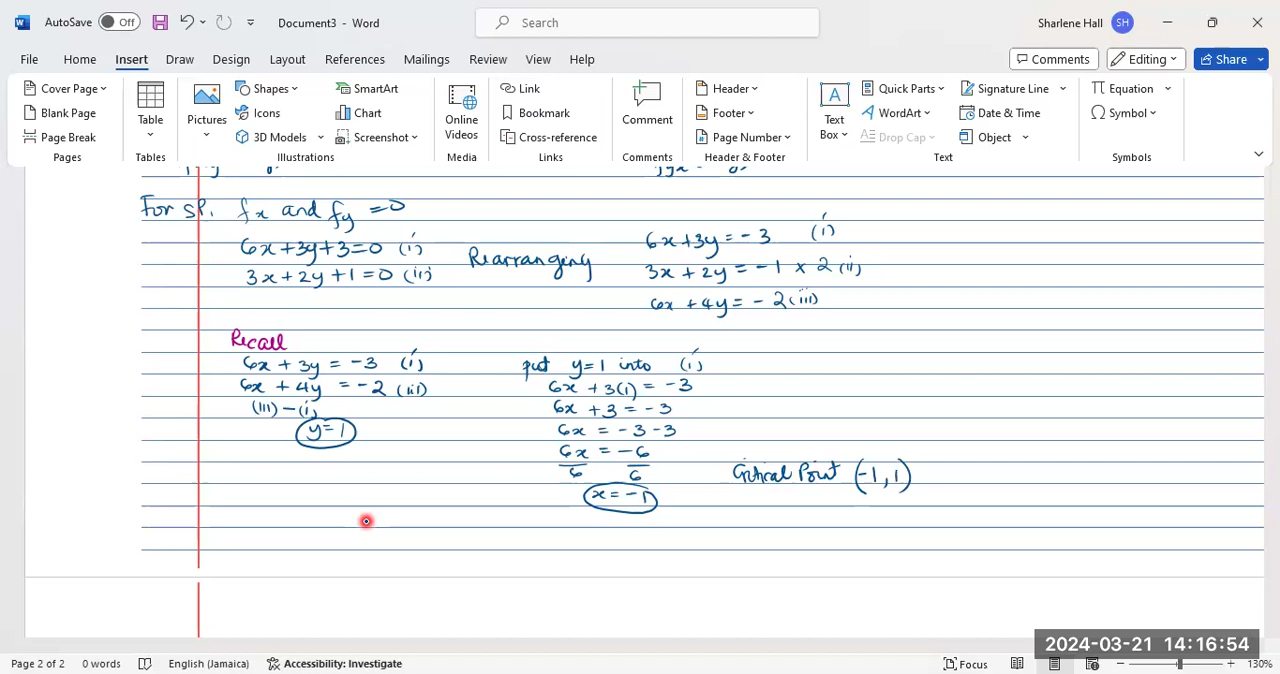 AutoSave Off Document3 - Word Search Sharlene Hall SH
File Home Insert Draw Design Layout References Mailings Review View Help Comments Editing Share
Cover Page
Blank Page
Page Break
Pages
Table
Tables
Pictures
Shapes
Icons
3D Models
SmartArt
Chart
Screenshot
Illustrations
Online Videos
Media
Link
Bookmark
Cross-reference
Links
Comment
Comments
Header
Footer
Page Number
Header & Footer
Text Box
Quick Parts
WordArt
Drop Cap
Signature Line
Date & Time
Object
Text
Equation
Symbol
Symbols
For SP. fx and fy = 0
6x+3y+3=0 (i)
3x+2y+1=0 (ii)
Rearranging
6x+3y=-3 (i)
3x+2y=-1 × 2 (ii)
6x+4y=-2 (iii)
Recall
6x+3y=-3 (i)
6x+4y=-2 (iii)
(iii)-(i)
y=1
put y=1 into (i)
6x+3(1)=-3
6x+3=-3
6x=-3-3
6x=-6
6 6
x=-1
Critical Point (-1,1)
2024-03-21 14:16:54
Page 2 of 2 0 words English (Jamaica) Accessibility: Investigate Focus 130%